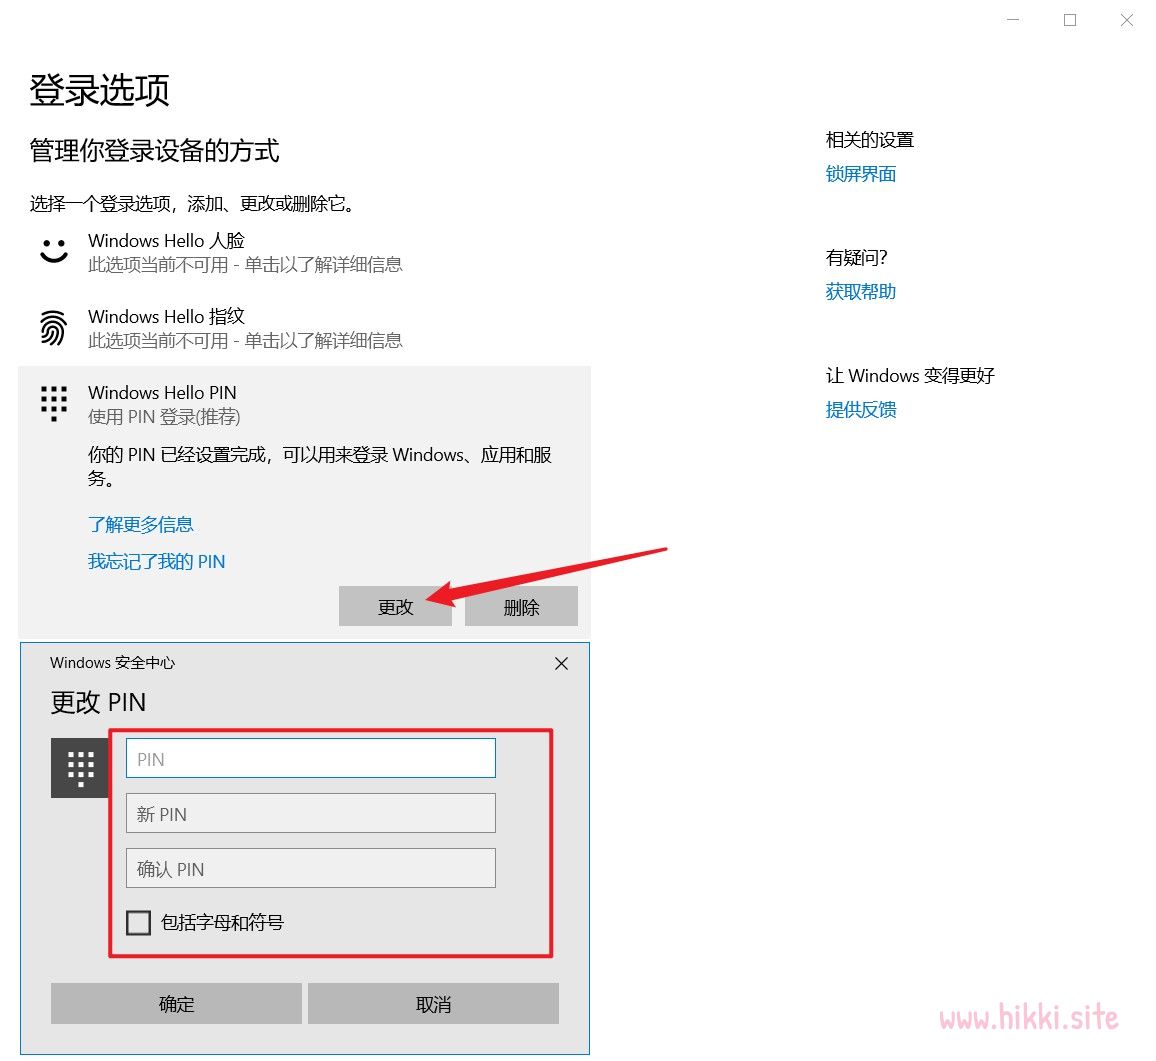 登录选项
管理你登录设备的方式
选择一个登录选项，添加、更改或删除它。
Windows Hello 人脸
此选项当前不可用 - 单击以了解详细信息
Windows Hello 指纹
此选项当前不可用 - 单击以了解详细信息
Windows Hello PIN
使用 PIN 登录(推荐)
你的 PIN 已经设置完成，可以用来登录 Windows、应用和服
务。
了解更多信息
我忘记了我的 PIN
更改
删除
Windows 安全中心
更改 PIN
PIN
新 PIN
确认 PIN
包括字母和符号
确定
取消
相关的设置
锁屏界面
有疑问?
获取帮助
让 Windows 变得更好
提供反馈
www.hikki.site